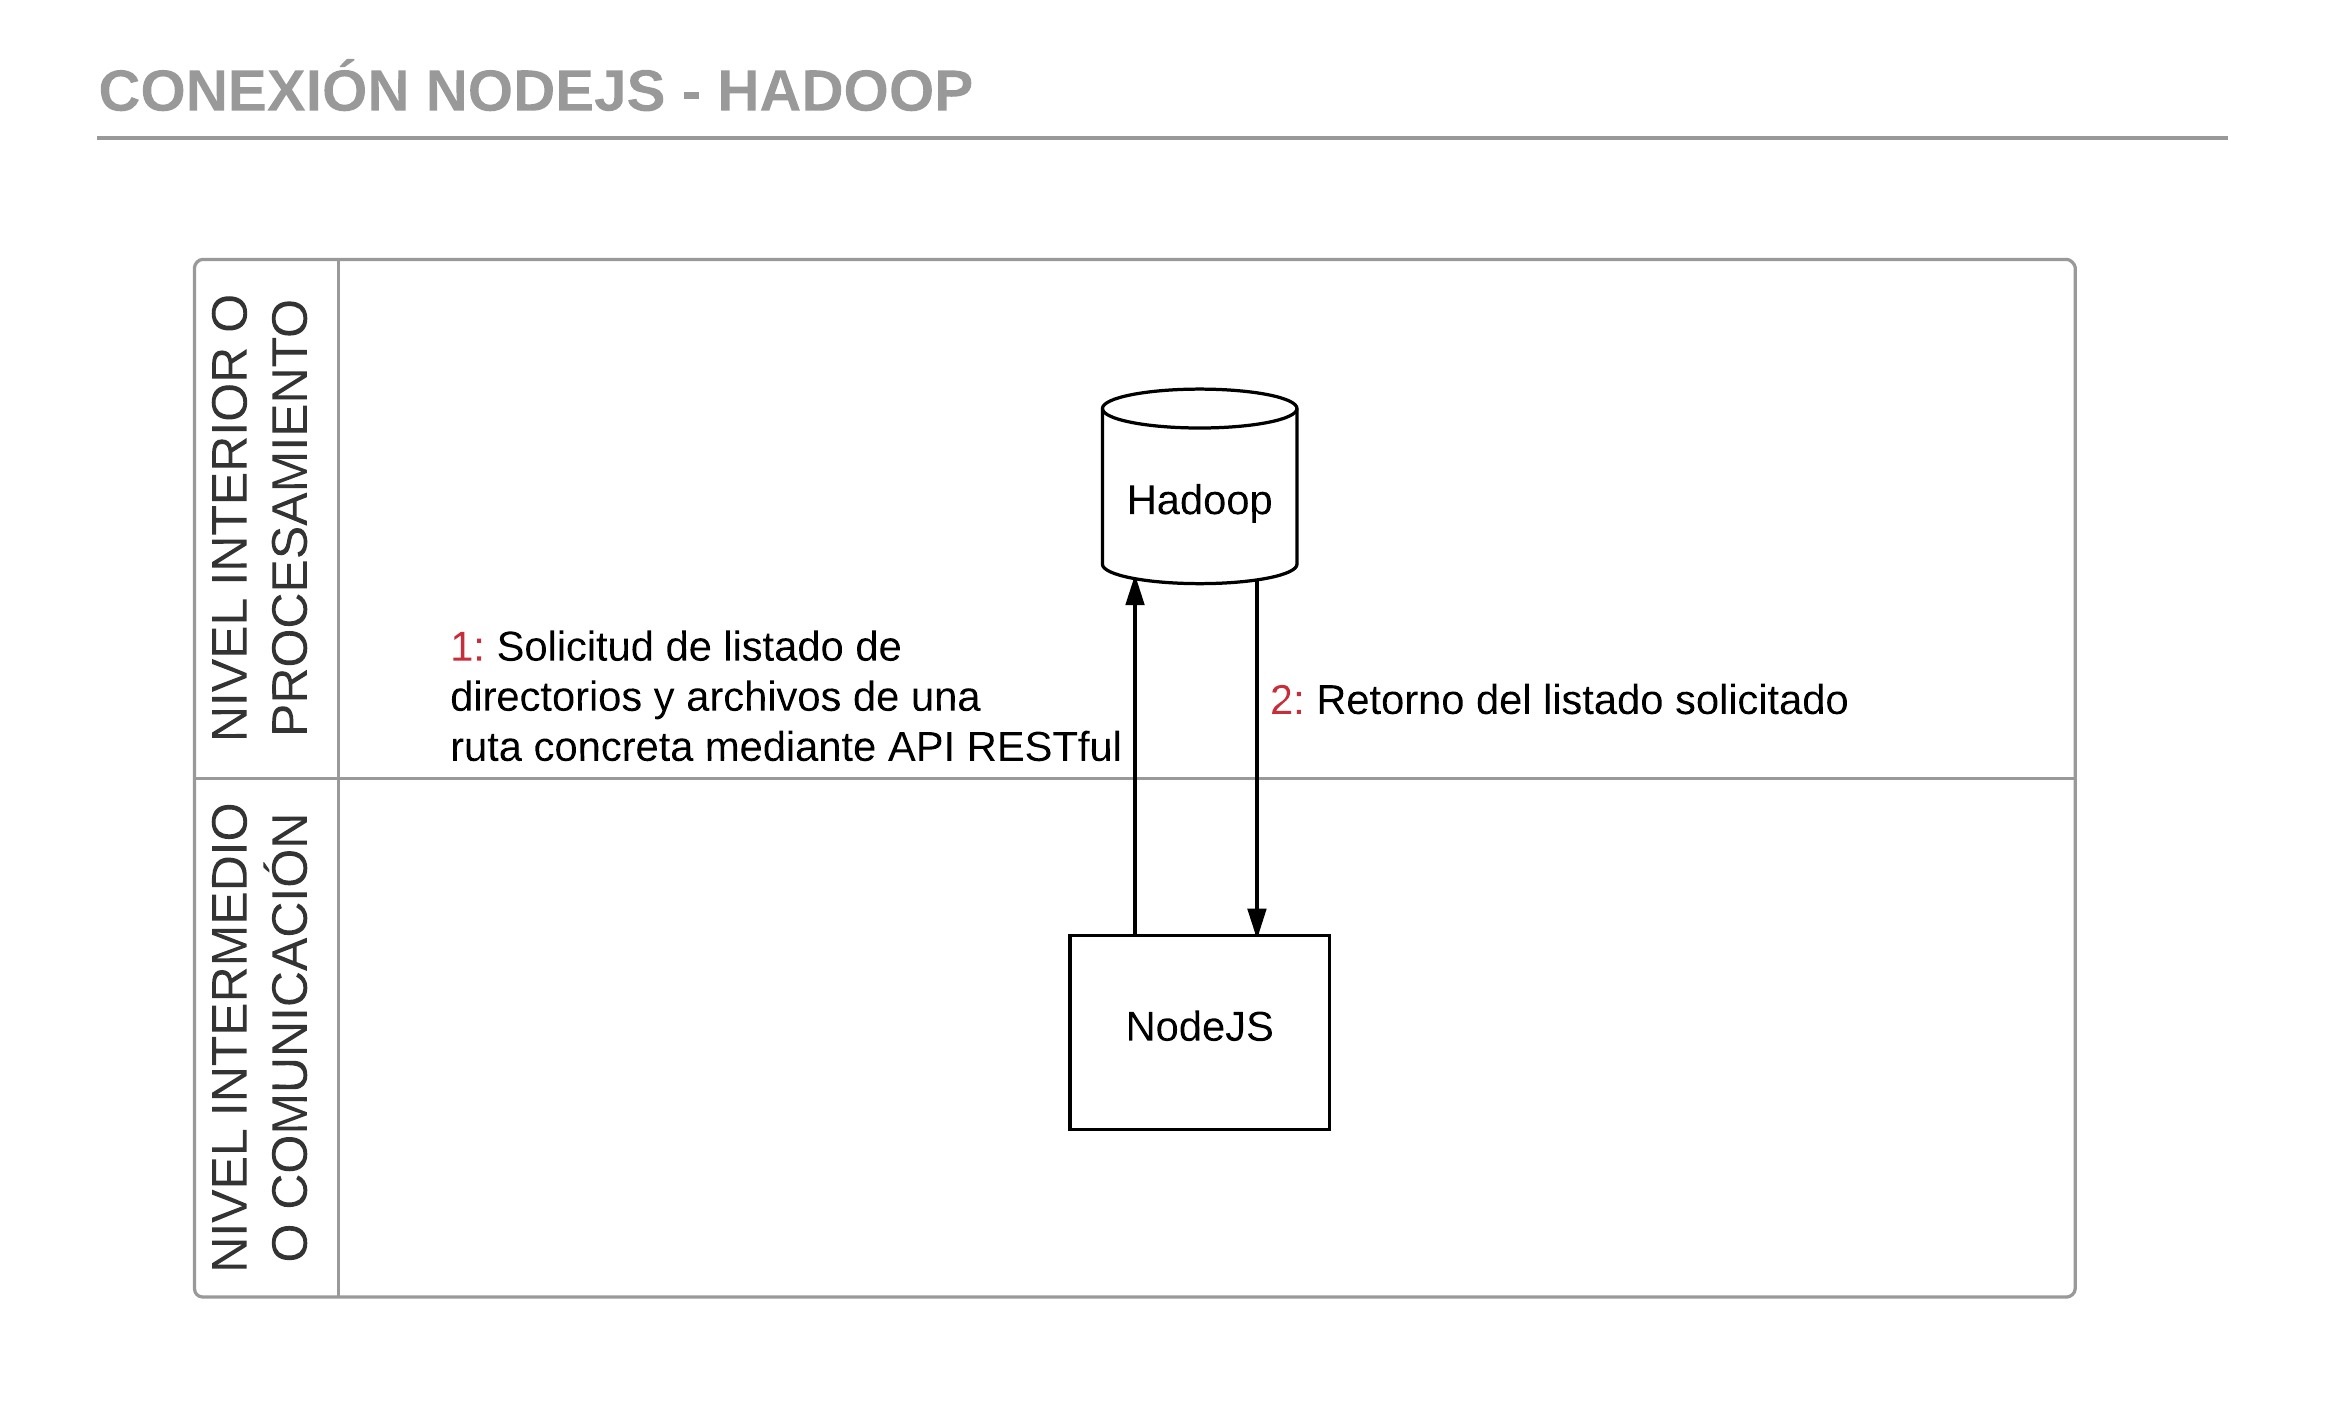 CONEXIÓN NODEJS - HADOOP
NIVEL INTERIOR O
PROCESAMIENTO
Hadoop
1: Solicitud de listado de
directorios y archivos de una
ruta concreta mediante API RESTful
2: Retorno del listado solicitado
NIVEL INTERMEDIO
O COMUNICACIÓN
NodeJS